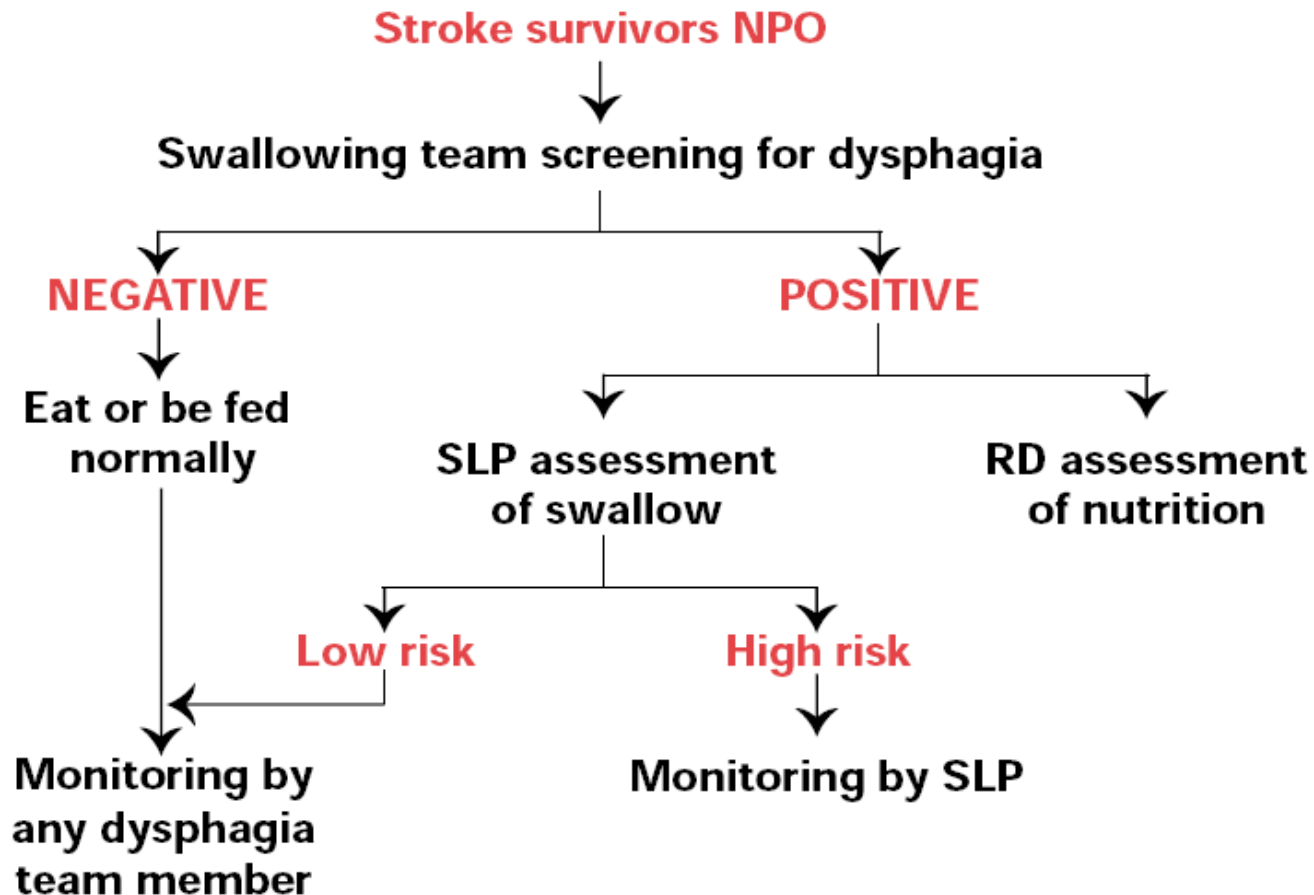 Stroke survivors NPO
Swallowing team screening for dysphagia
NEGATIVE
POSITIVE
Eat or be fed
normally
SLP assessment
of swallow
RD assessment
of nutrition
Low risk
High risk
Monitoring by
any dysphagia
team member
Monitoring by SLP